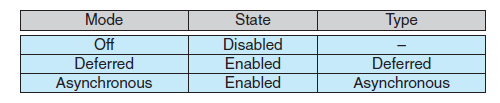 Mode State Type
Off Disabled –
Deferred Enabled Deferred
Asynchronous Enabled Asynchronous